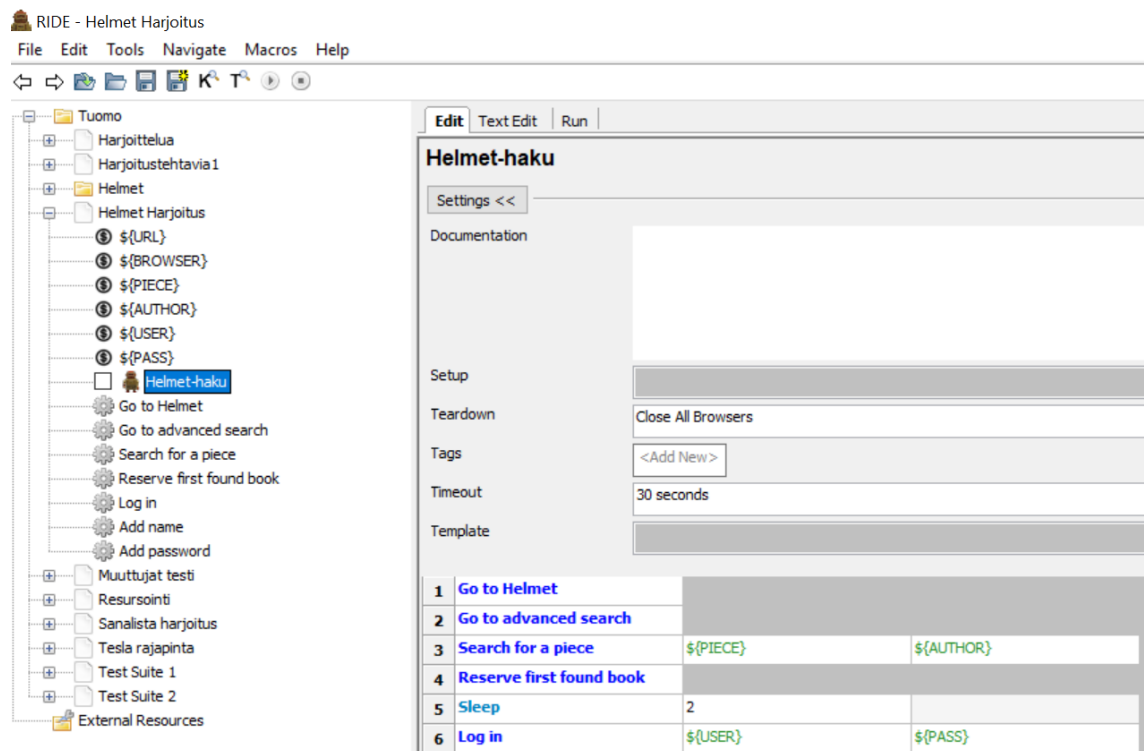 RIDE - Helmet Harjoitus
File Edit Tools Navigate Macros Help
K T
Tuomo
Harjoittelua
Harjoitustehtavia1
Helmet
Helmet Harjoitus
${URL}
${BROWSER}
${PIECE}
${AUTHOR}
${USER}
${PASS}
Helmet-haku
Go to Helmet
Go to advanced search
Search for a piece
Reserve first found book
Log in
Add name
Add password
Muuttujat testi
Resursointi
Sanalista harjoitus
Tesla rajapinta
Test Suite 1
Test Suite 2
External Resources
Edit Text Edit Run
Helmet-haku
Settings <<
Documentation
Setup
Teardown Close All Browsers
Tags <Add New>
Timeout 30 seconds
Template
1 Go to Helmet
2 Go to advanced search
3 Search for a piece ${PIECE} ${AUTHOR}
4 Reserve first found book
5 Sleep 2
6 Log in ${USER} ${PASS}